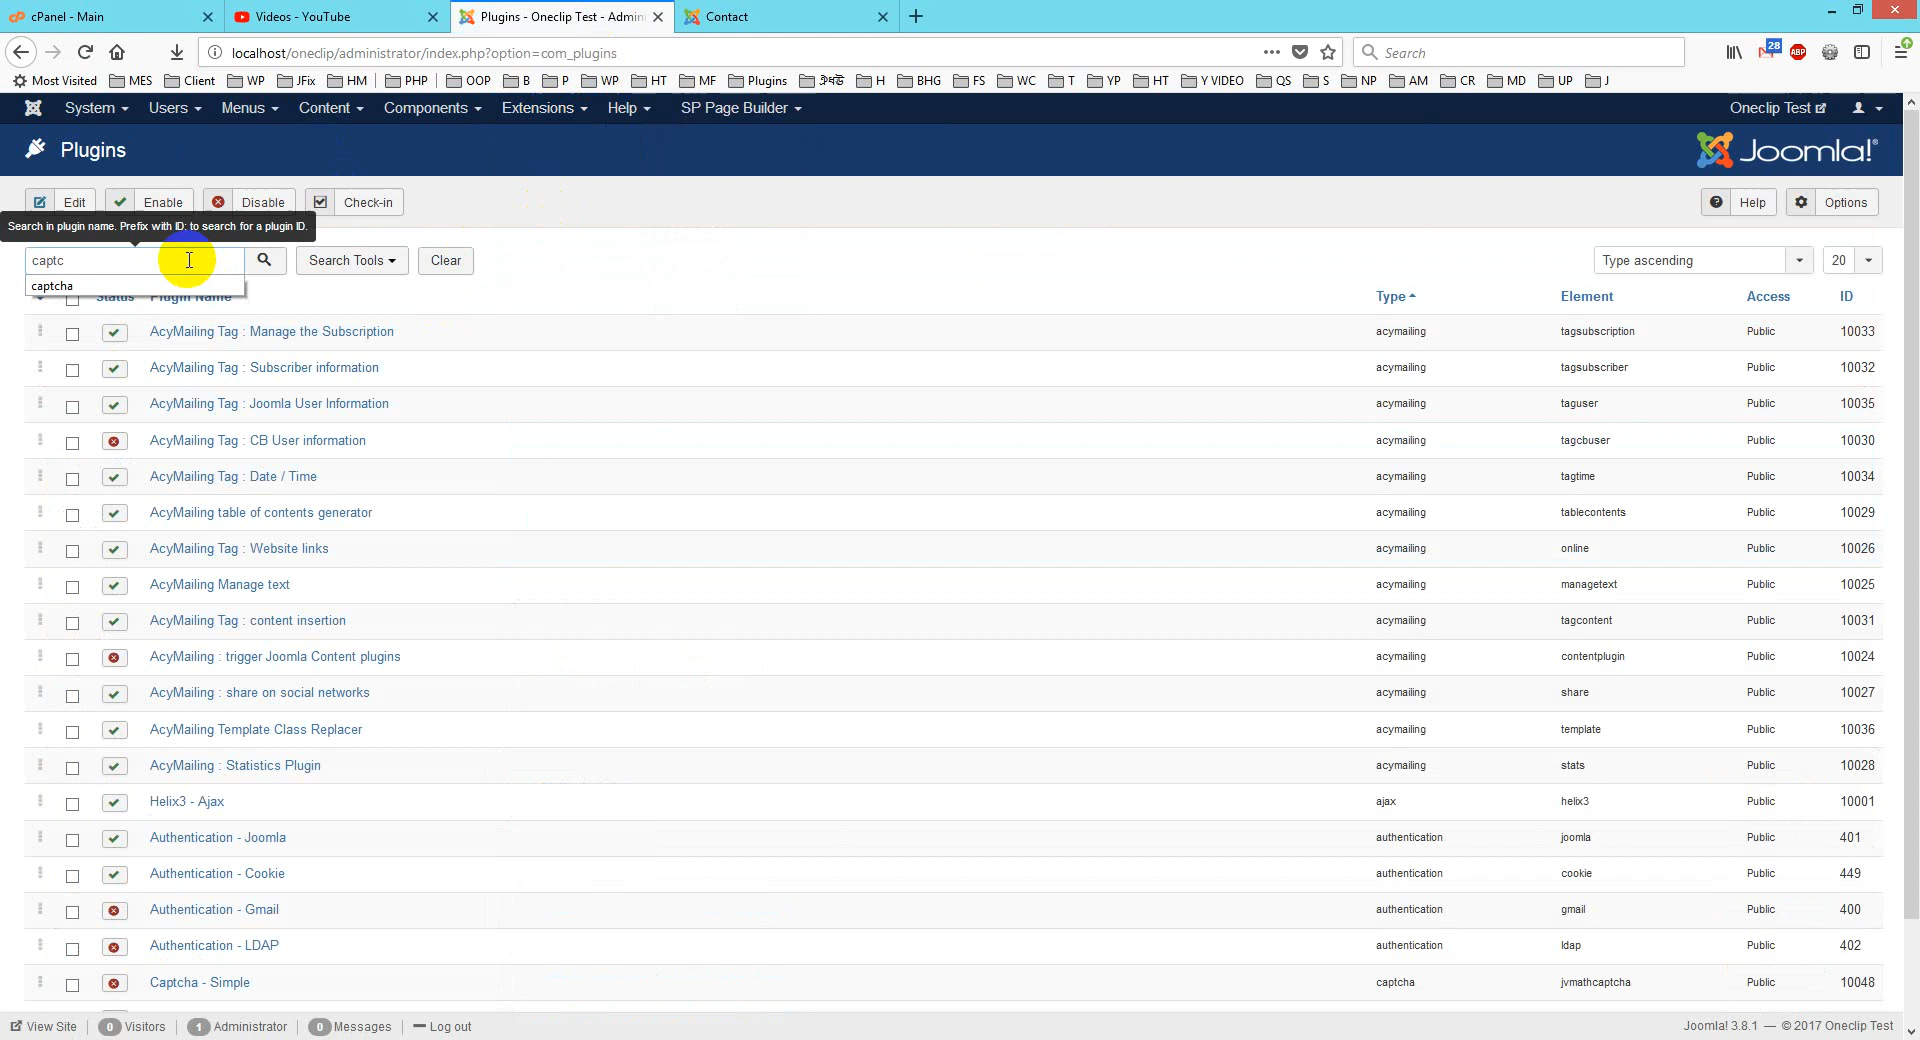 cPanel - Main
Videos - YouTube
Plugins - Oneclip Test - Admin
Contact
localhost/oneclip/administrator/index.php?option=com_plugins
Search
28
Most Visited MES Client WP JFix HM PHP OOP B P WP HT MF Plugins H BHG FS WC T YP HT Y VIDEO QS S NP AM CR MD UP J
System Users Menus Content Components Extensions Help SP Page Builder Oneclip Test
Plugins Joomla!
Edit Enable Disable Check-in Help Options
Search in plugin name. Prefix with ID: to search for a plugin ID.
captc Search Tools Clear Type ascending 20
captcha
Status Plugin Name Type Element Access ID
AcyMailing Tag : Manage the Subscription acymailing tagsubscription Public 10033
AcyMailing Tag : Subscriber information acymailing tagsubscriber Public 10032
AcyMailing Tag : Joomla User Information acymailing taguser Public 10035
AcyMailing Tag : CB User information acymailing tagcbuser Public 10030
AcyMailing Tag : Date / Time acymailing tagtime Public 10034
AcyMailing table of contents generator acymailing tablecontents Public 10029
AcyMailing Tag : Website links acymailing online Public 10026
AcyMailing Manage text acymailing managetext Public 10025
AcyMailing Tag : content insertion acymailing tagcontent Public 10031
AcyMailing : trigger Joomla Content plugins acymailing contentplugin Public 10024
AcyMailing : share on social networks acymailing share Public 10027
AcyMailing Template Class Replacer acymailing template Public 10036
AcyMailing : Statistics Plugin acymailing stats Public 10028
Helix3 - Ajax ajax helix3 Public 10001
Authentication - Joomla authentication joomla Public 401
Authentication - Cookie authentication cookie Public 449
Authentication - Gmail authentication gmail Public 400
Authentication - LDAP authentication ldap Public 402
Captcha - Simple captcha jvmathcaptcha Public 10048
View Site 0 Visitors 1 Administrator 0 Messages Log out Joomla! 3.8.1 — © 2017 Oneclip Test